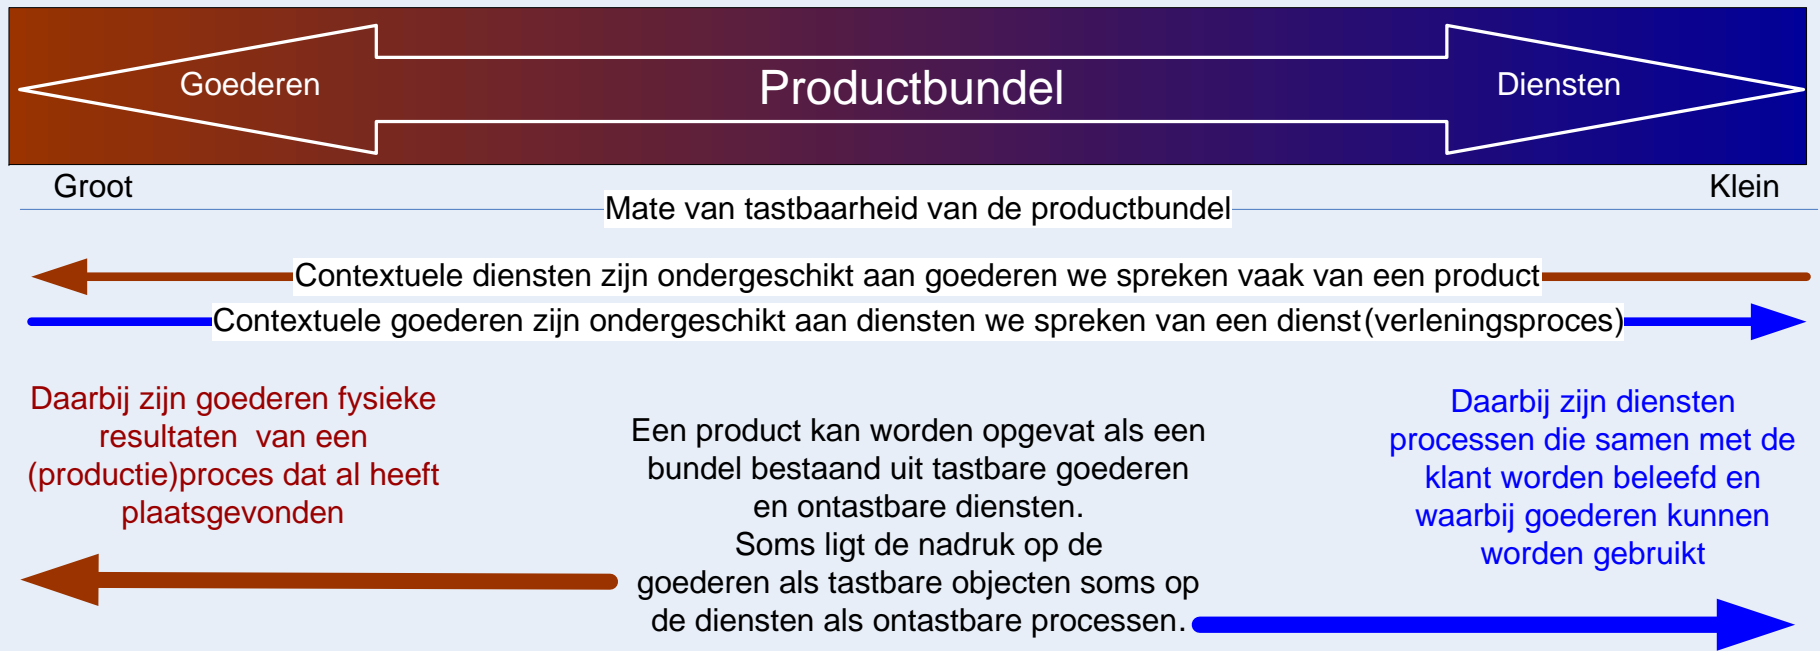 Goederen
Productbundel
Diensten
Groot
Klein
Mate van tastbaarheid van de productbundel
Contextuele diensten zijn ondergeschikt aan goederen we spreken vaak van een product
Contextuele goederen zijn ondergeschikt aan diensten we spreken van een dienst(verleningsproces)
Daarbij zijn goederen fysieke
resultaten van een
(productie)proces dat al heeft
plaatsgevonden
Een product kan worden opgevat als een
bundel bestaand uit tastbare goederen
en ontastbare diensten.
Soms ligt de nadruk op de
goederen als tastbare objecten soms op
de diensten als ontastbare processen.
Daarbij zijn diensten
processen die samen met de
klant worden beleefd en
waarbij goederen kunnen
worden gebruikt